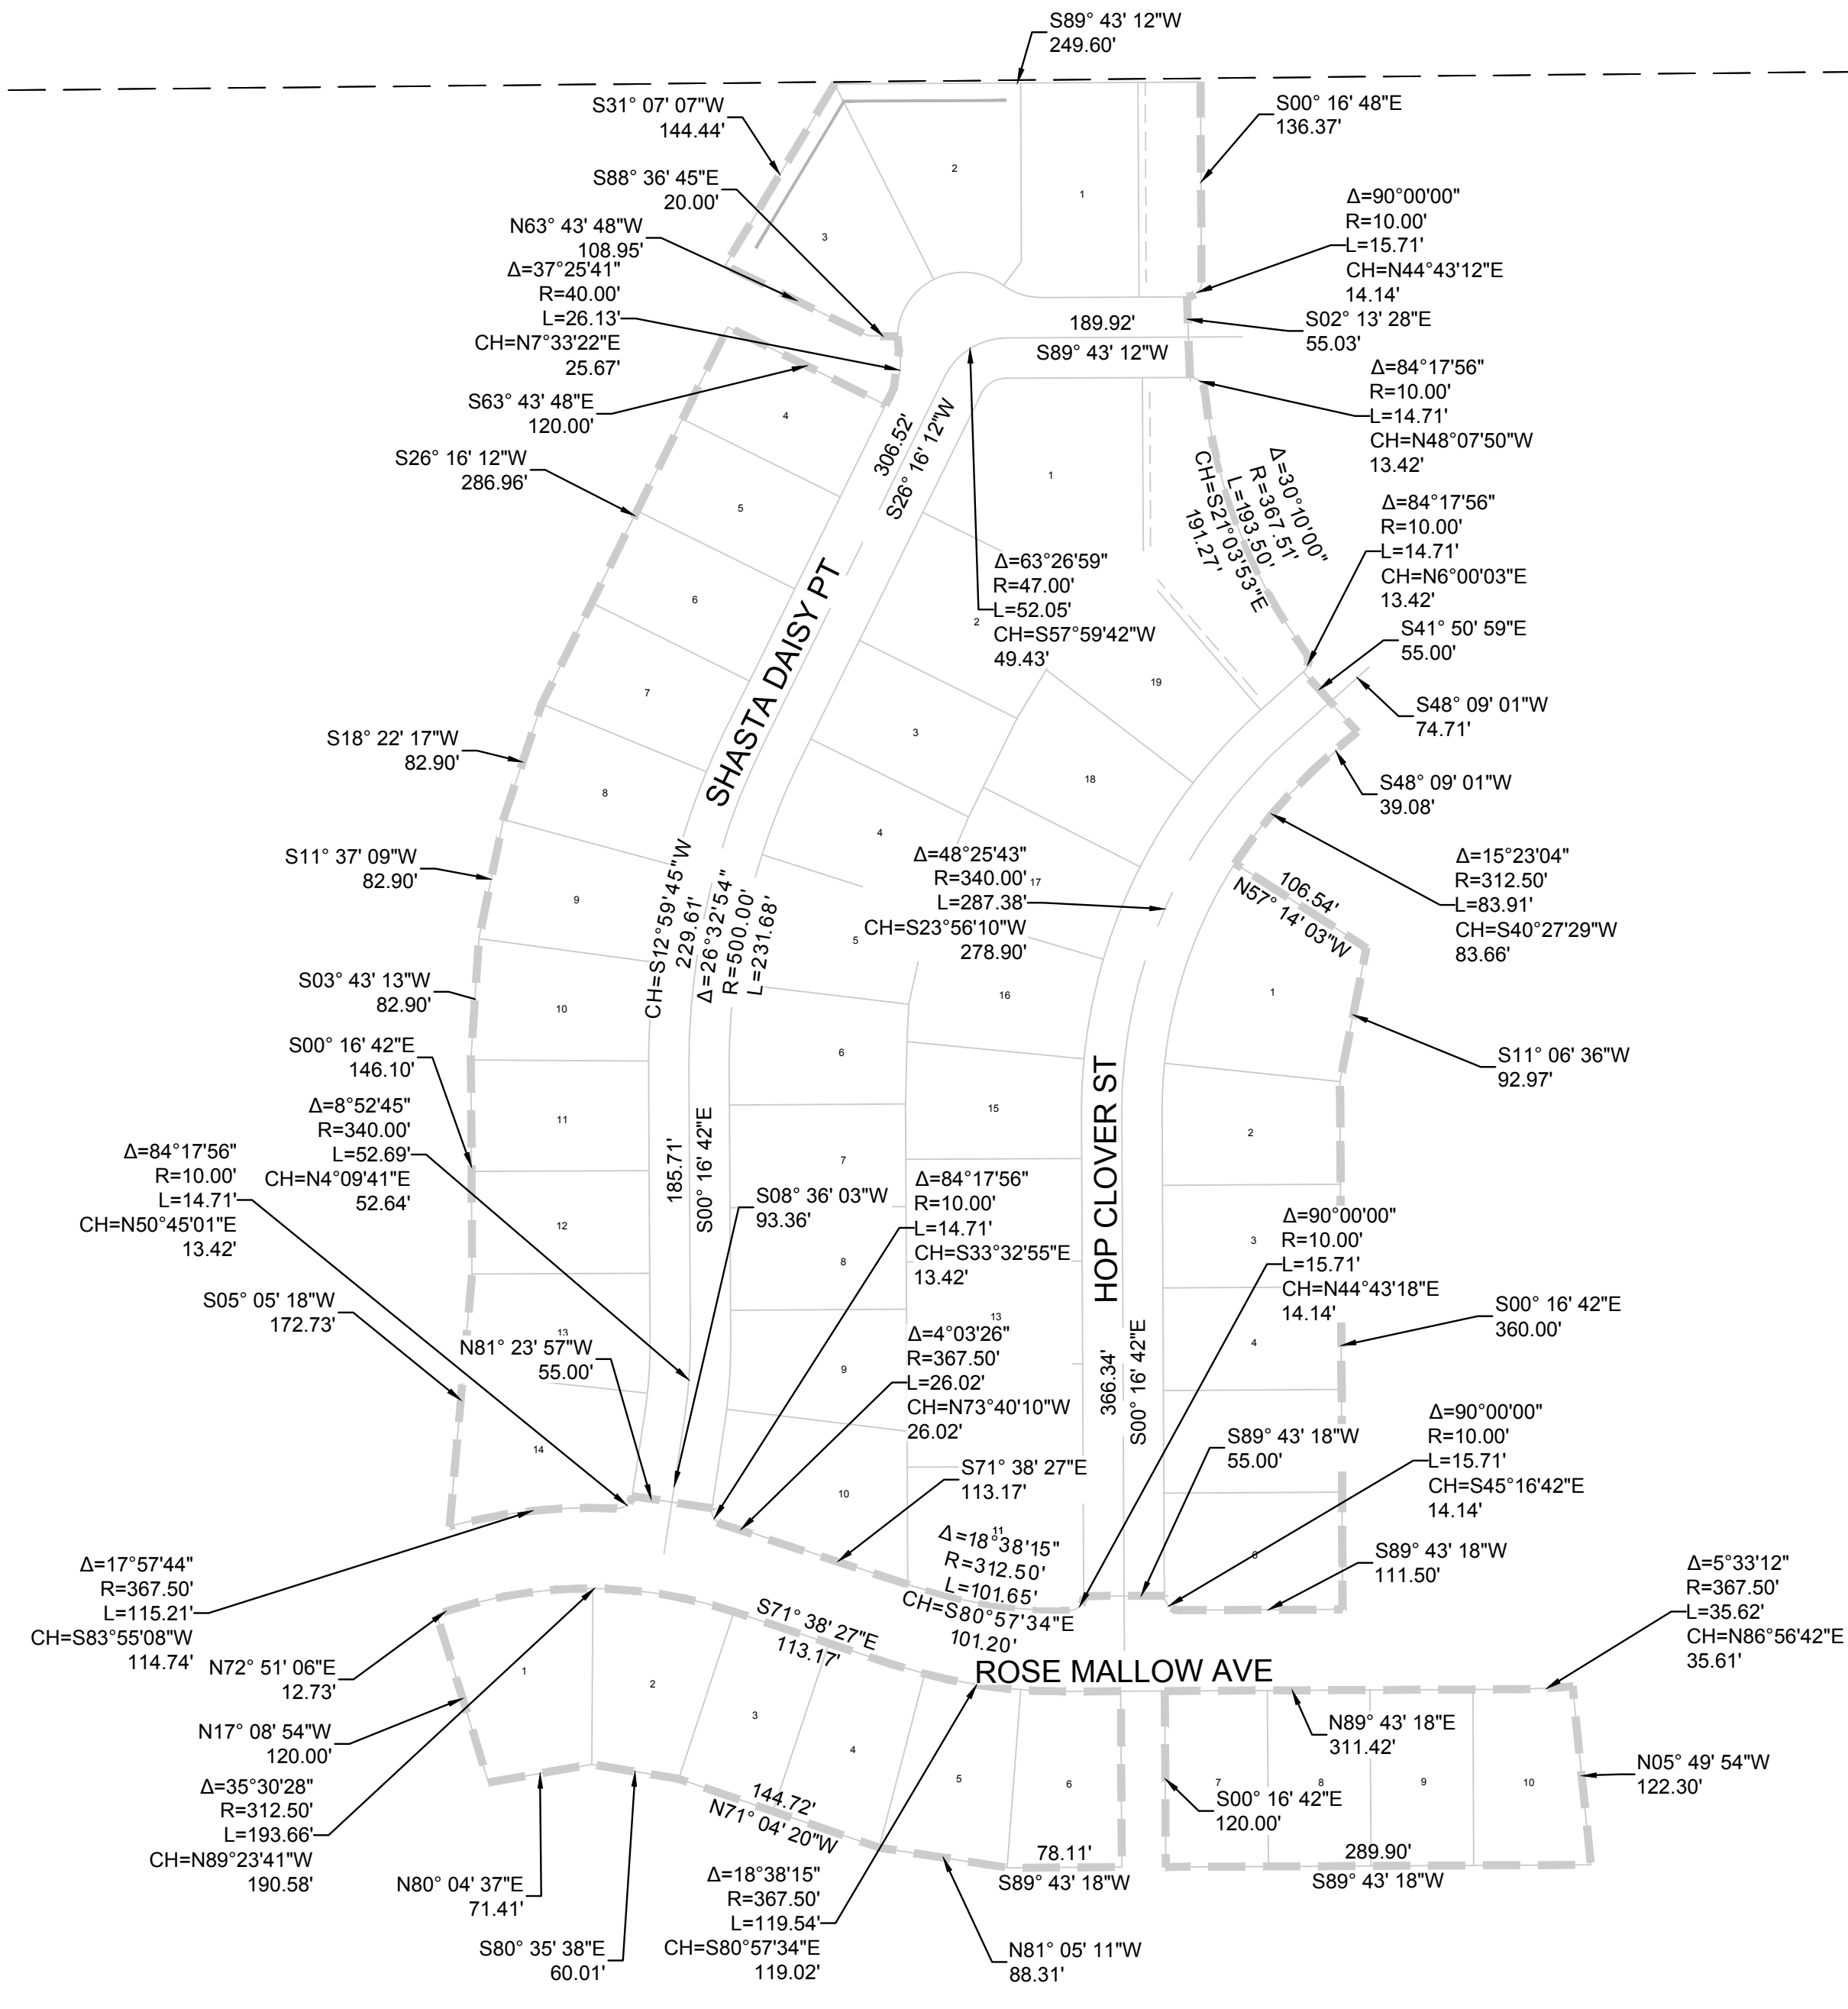 S89° 43' 12"W
249.60'
S31° 07' 07"W
144.44'
S00° 16' 48"E
136.37'
S88° 36' 45"E
20.00'
N63° 43' 48"W
108.95'
Δ=37°25'41"
R=40.00'
L=26.13'
CH=N7°33'22"E
25.67'
Δ=90°00'00"
R=10.00'
L=15.71'
CH=N44°43'12"E
14.14'
2
1
3
189.92'
S89° 43' 12"W
S02° 13' 28"E
55.03'
S63° 43' 48"E
120.00'
Δ=84°17'56"
R=10.00'
L=14.71'
CH=N48°07'50"W
13.42'
4
306.52'
S26° 16' 12"W
S26° 16' 12"W
286.96'
1
Δ=30°10'00"
R=367.51'
L=193.50'
CH=S21°03'53"E
191.27'
5
Δ=84°17'56"
R=10.00'
L=14.71'
CH=N6°00'03"E
13.42'
Δ=63°26'59"
R=47.00'
L=52.05'
CH=S57°59'42"W
49.43'
6
2
S41° 50' 59"E
55.00'
SHASTA DAISY PT
7
19
S48° 09' 01"W
74.71'
S18° 22' 17"W
82.90'
3
18
8
S48° 09' 01"W
39.08'
4
S11° 37' 09"W
82.90'
Δ=48°25'43"
R=340.00'
L=287.38'
CH=S23°56'10"W
278.90'
17
Δ=15°23'04"
R=312.50'
L=83.91'
CH=S40°27'29"W
83.66'
9
CH=S12°59'45"W
229.61'
Δ=26°32'54"
R=500.00'
L=231.68'
106.54'
N57° 14' 03"W
5
S03° 43' 13"W
82.90'
10
16
1
S00° 16' 42"E
146.10'
6
S11° 06' 36"W
92.97'
Δ=8°52'45"
R=340.00'
L=52.69'
CH=N4°09'41"E
52.64'
11
15
2
HOP CLOVER ST
Δ=84°17'56"
R=10.00'
L=14.71'
CH=N50°45'01"E
13.42'
185.71'
S00° 16' 42"E
7
S08° 36' 03"W
93.36'
Δ=84°17'56"
R=10.00'
L=14.71'
CH=S33°32'55"E
13.42'
12
8
3
Δ=90°00'00"
R=10.00'
L=15.71'
CH=N44°43'18"E
14.14'
S05° 05' 18"W
172.73'
13
N81° 23' 57"W
55.00'
13
Δ=4°03'26"
R=367.50'
L=26.02'
CH=N73°40'10"W
26.02'
9
S00° 16' 42"E
360.00'
4
366.34'
S00° 16' 42"E
14
10
S71° 38' 27"E
113.17'
S89° 43' 18"W
55.00'
Δ=90°00'00"
R=10.00'
L=15.71'
CH=S45°16'42"E
14.14'
11
Δ=18°38'15"
R=312.50'
L=101.65'
CH=S80°57'34"E
101.20'
6
S89° 43' 18"W
111.50'
Δ=17°57'44"
R=367.50'
L=115.21'
CH=S83°55'08"W
114.74'
Δ=5°33'12"
R=367.50'
L=35.62'
CH=N86°56'42"E
35.61'
S71° 38' 27"E
113.17'
ROSE MALLOW AVE
N72° 51' 06"E
12.73'
1
2
3
4
5
6
7
8
9
10
N89° 43' 18"E
311.42'
N17° 08' 54"W
120.00'
S00° 16' 42"E
120.00'
N05° 49' 54"W
122.30'
Δ=35°30'28"
R=312.50'
L=193.66'
CH=N89°23'41"W
190.58'
144.72'
N71° 04' 20"W
78.11'
S89° 43' 18"W
289.90'
S89° 43' 18"W
N80° 04' 37"E
71.41'
Δ=18°38'15"
R=367.50'
L=119.54'
CH=S80°57'34"E
119.02'
S80° 35' 38"E
60.01'
N81° 05' 11"W
88.31'